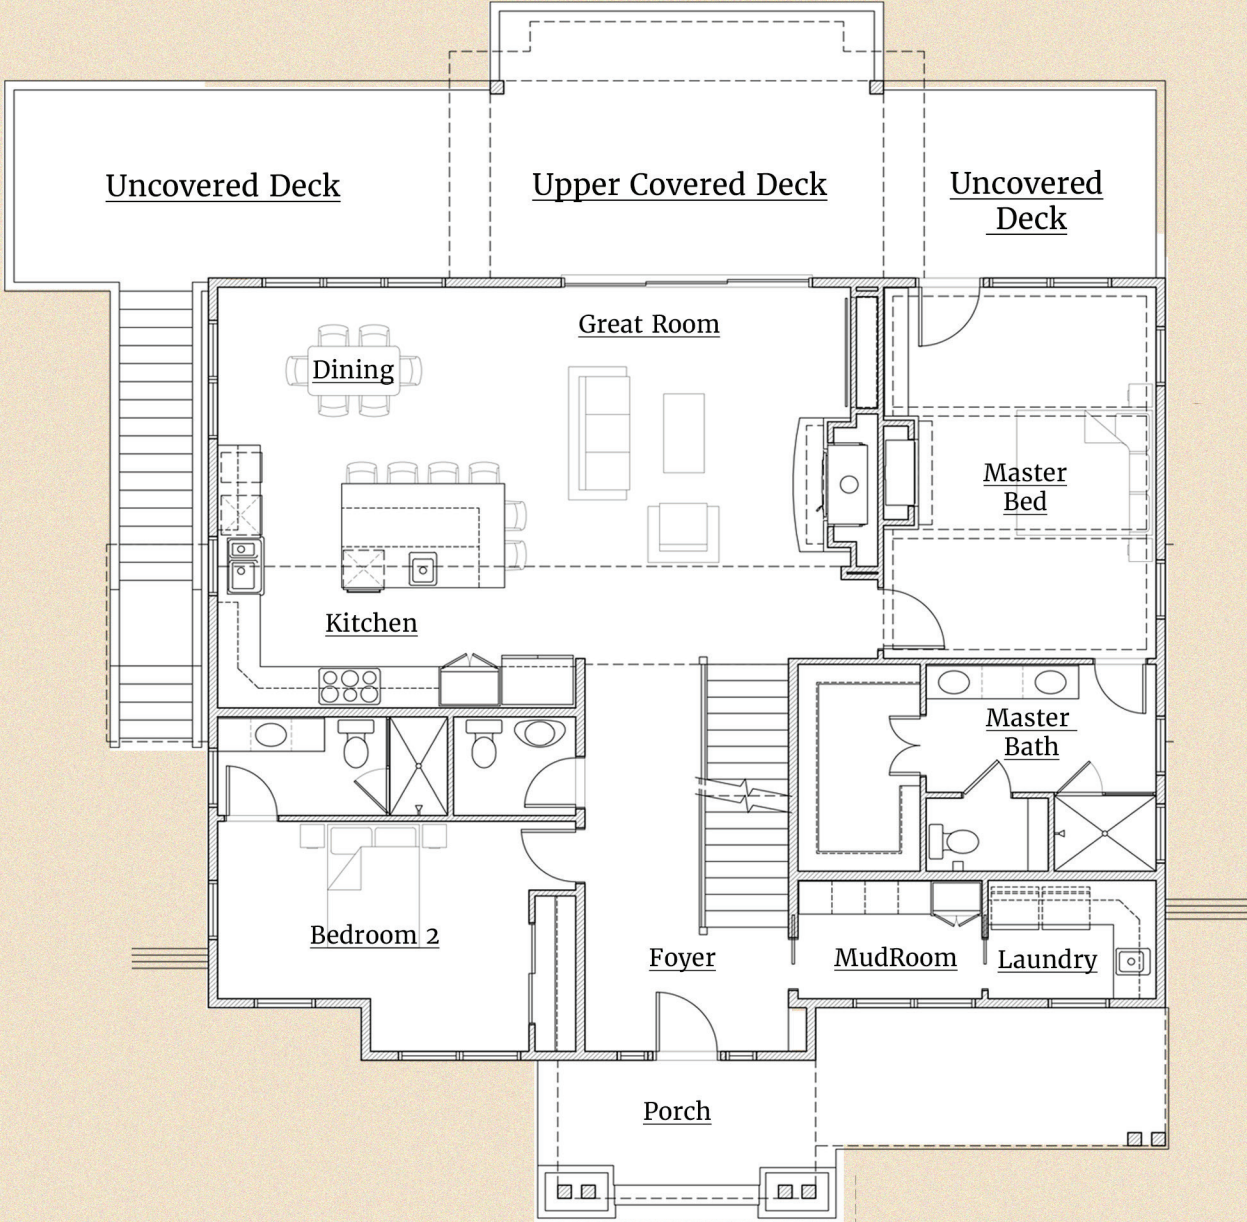 Uncovered Deck
Upper Covered Deck
Uncovered
Deck
Great Room
Dining
Master
Bed
Kitchen
Master
Bath
Bedroom 2
Foyer
MudRoom
Laundry
Porch